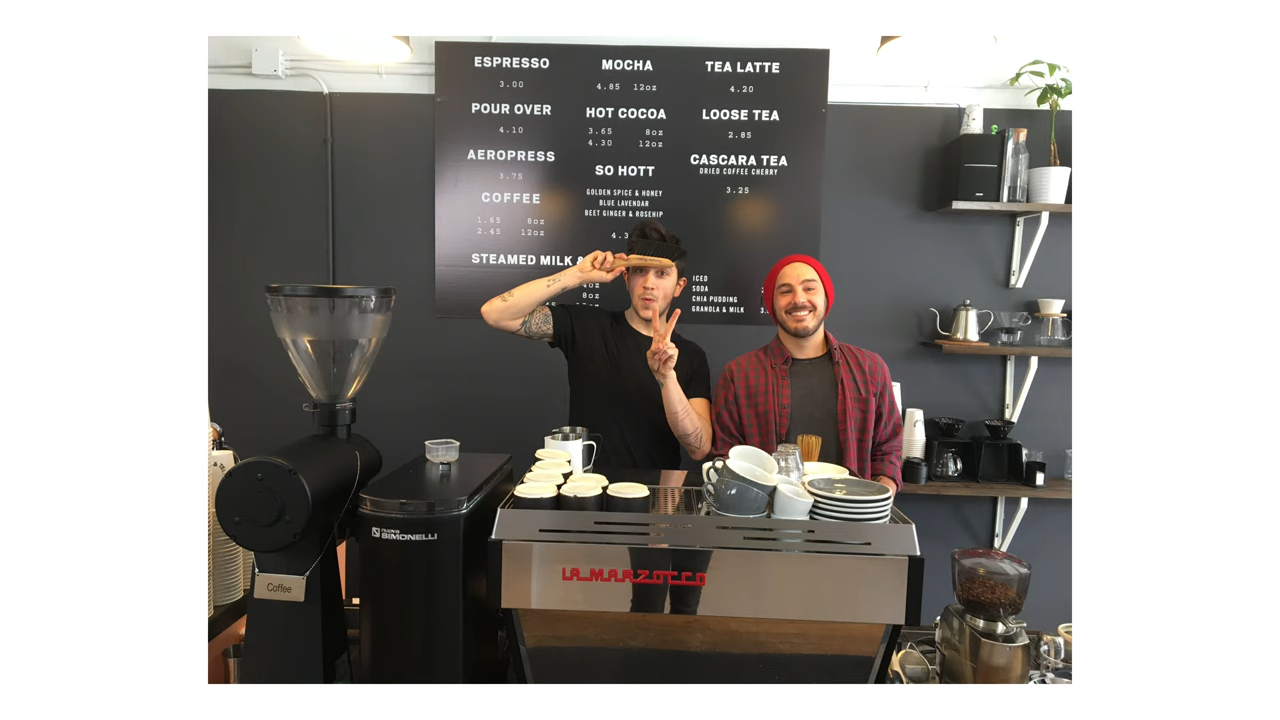 ESPRESSO
3.00
POUR OVER
4.10
AEROPRESS
3.75
COFFEE
1.65 8oz
2.45 12oz
STEAMED MILK &
4oz
8oz
MOCHA
4.85 12oz
HOT COCOA
3.65 8oz
4.30 12oz
SO HOTT
GOLDEN SPICE & HONEY
BLUE LAVENDAR
BEET GINGER & ROSEHIP
TEA LATTE
4.20
LOOSE TEA
2.85
CASCARA TEA
DRIED COFFEE CHERRY
3.25
ICED
SODA
CHIA PUDDING
GRANOLA & MILK
NUOVA
SIMONELLI
Coffee
LA MARZOCCO